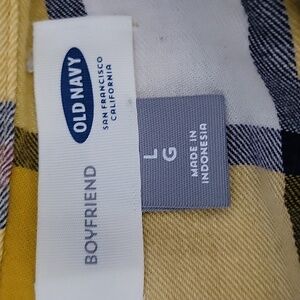 OLD NAVY
SAN FRANCISCO
CALIFORNIA
BOYFRIEND
L
G
MADE IN
INDONESIA